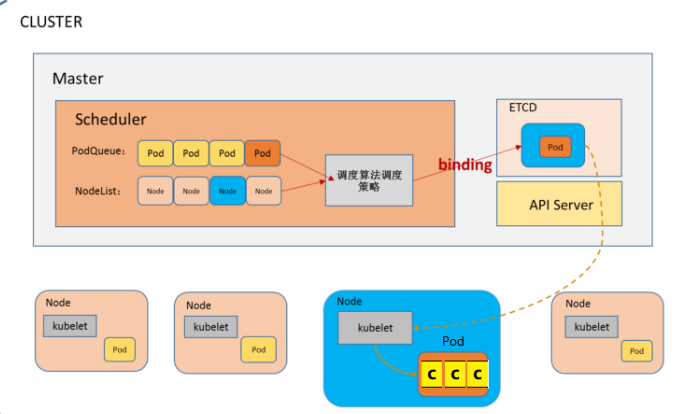 CLUSTER
Master
Scheduler
PodQueue:
Pod
Pod
Pod
Pod
NodeList:
Node
Node
Node
Node
调度算法调度
策略
binding
ETCD
Pod
API Server
Node
kubelet
Pod
Node
kubelet
Pod
Node
kubelet
Pod
C
C
C
Node
kubelet
Pod